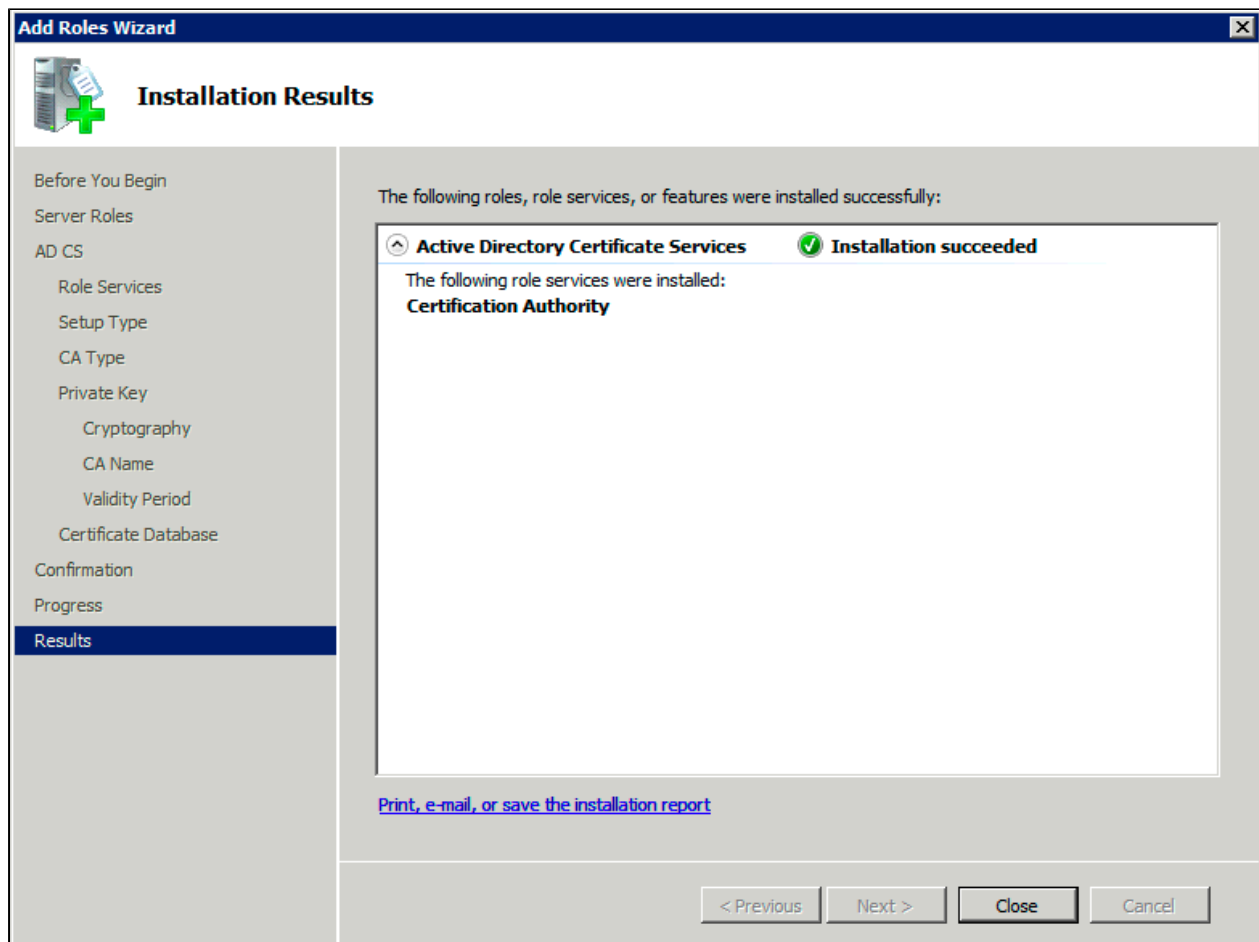 Add Roles Wizard
Installation Results
Before You Begin
Server Roles
AD CS
Role Services
Setup Type
CA Type
Private Key
Cryptography
CA Name
Validity Period
Certificate Database
Confirmation
Progress
Results
The following roles, role services, or features were installed successfully:
Active Directory Certificate Services Installation succeeded
The following role services were installed:
Certification Authority
Print, e-mail, or save the installation report
< Previous Next > Close Cancel